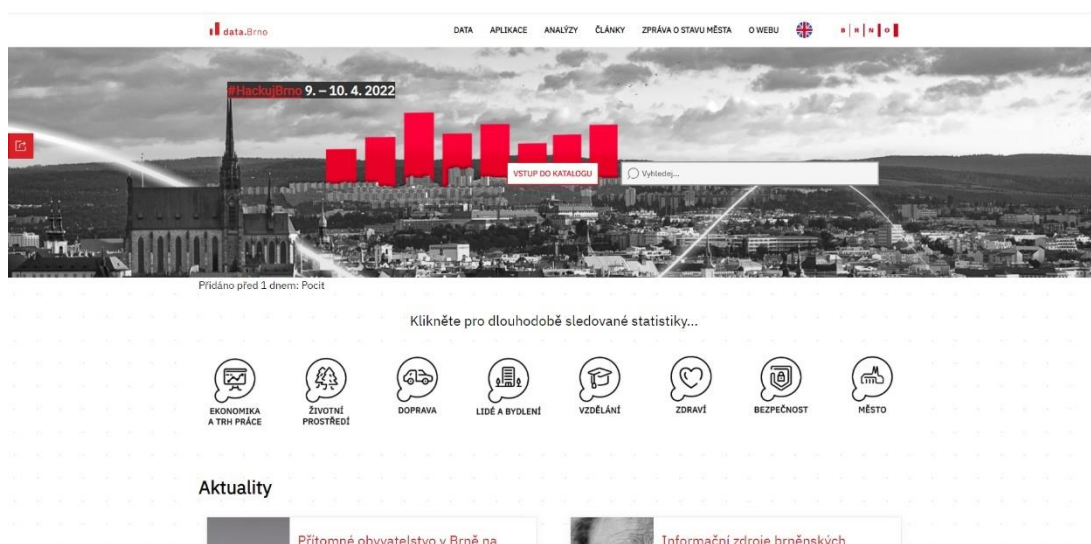 data.Brno
DATA APLIKACE ANALÝZY ČLÁNKY ZPRÁVA O STAVU MĚSTA O WEBU
B R N O
#HackujBrno 9. – 10. 4. 2022
VSTUP DO KATALOGU
Vyhledej...
Přidáno před 1 dnem: Pocit
Klikněte pro dlouhodobě sledované statistiky...
EKONOMIKA
A TRH PRÁCE
ŽIVOTNÍ
PROSTŘEDÍ
DOPRAVA
LIDÉ A BYDLENÍ
VZDĚLÁNÍ
ZDRAVÍ
BEZPEČNOST
MĚSTO
Aktuality
Přítomné obyvatelstvo v Brně na
Informační zdroje brněnských